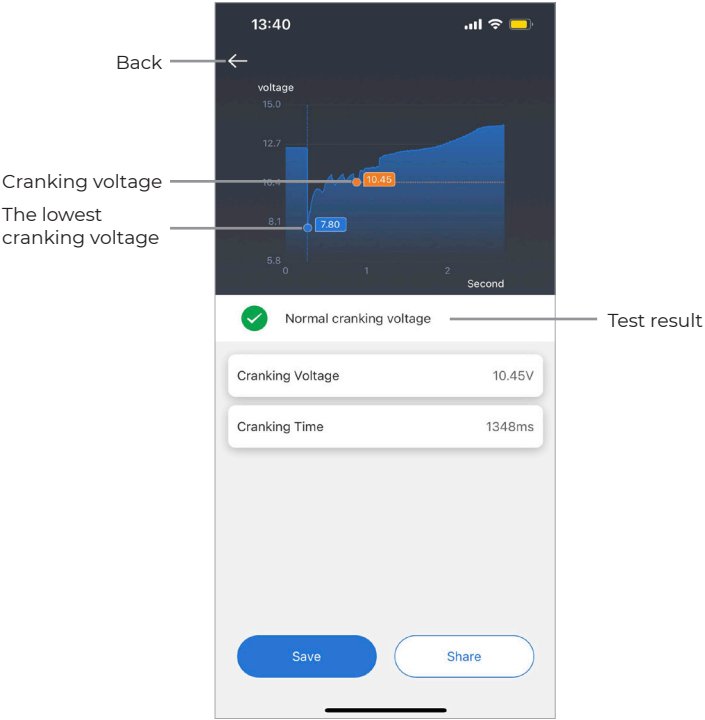 13:40
Back
voltage
15.0
12.7
Cranking voltage
10.4
10.45
The lowest
cranking voltage
8.1
7.80
5.8
0
1
2
Second
Normal cranking voltage
Test result
Cranking Voltage
10.45V
Cranking Time
1348ms
Save
Share